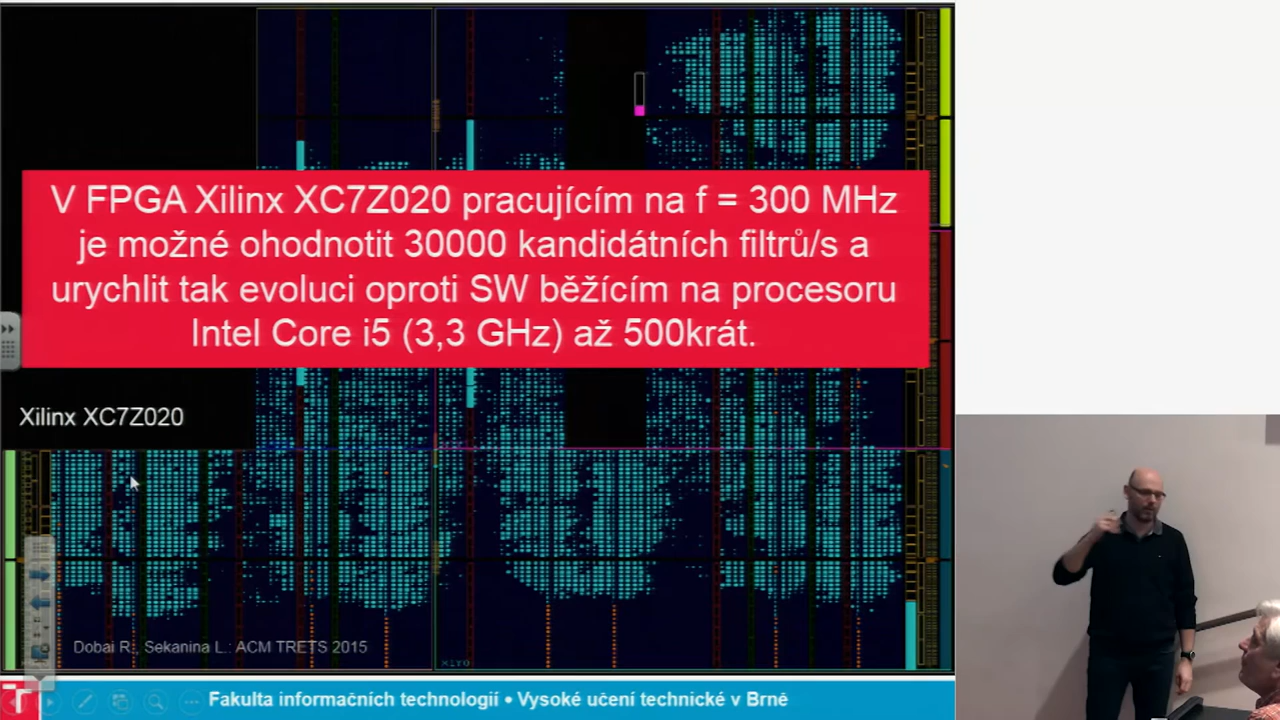 V FPGA Xilinx XC7Z020 pracujícím na f = 300 MHz
je možné ohodnotit 30000 kandidátních filtrů/s a
urychlit tak evoluci oproti SW běžícím na procesoru
Intel Core i5 (3,3 GHz) až 500krát.
Xilinx XC7Z020
Dobai R., Sekanina L.: ACM TRETS 2015
Fakulta informačních technologií • Vysoké učení technické v Brně